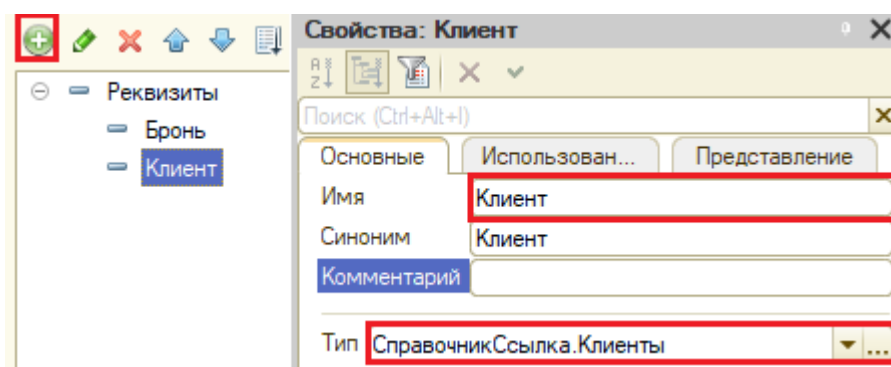 Свойства: Клиент
Поиск (Ctrl+Alt+I)
Реквизиты
Бронь
Клиент
Основные Использован... Представление
Имя Клиент
Синоним Клиент
Комментарий
Тип СправочникСсылка.Клиенты ...